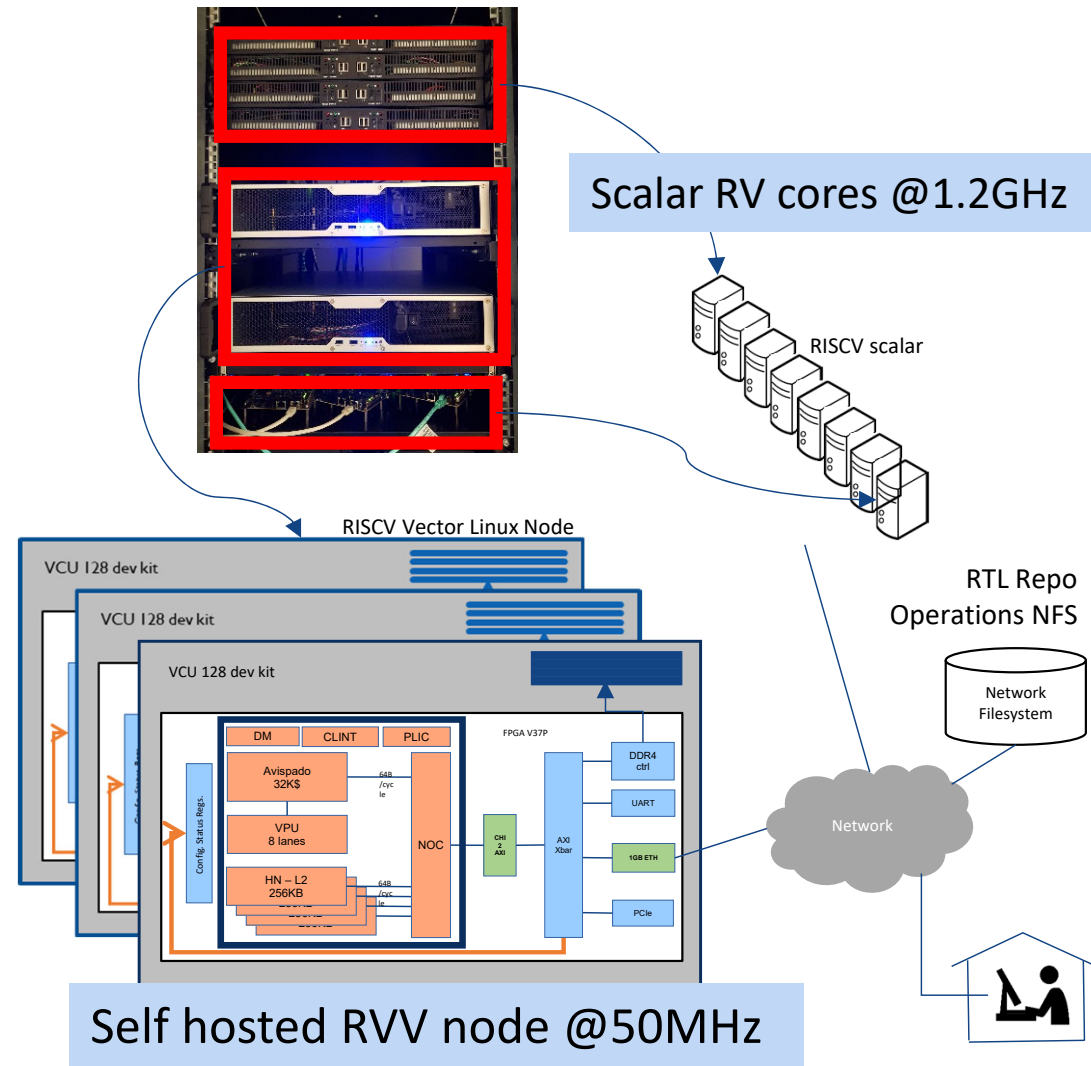 Scalar RV cores @1.2GHz
RISCV scalar
RISCV Vector Linux Node
VCU 128 dev kit
VCU 128 dev kit
VCU 128 dev kit
RTL Repo
Operations NFS
Network
Filesystem
FPGA V37P
DM
CLINT
PLIC
Config. Status Regs.
Avispado
32K$
64B
/cyc
le
VPU
8 lanes
NOC
HN – L2
256KB
64B
/cyc
le
CHI
2
AXI
AXI
Xbar
DDR4
ctrl
UART
1GB ETH
PCIe
Network
Self hosted RVV node @50MHz